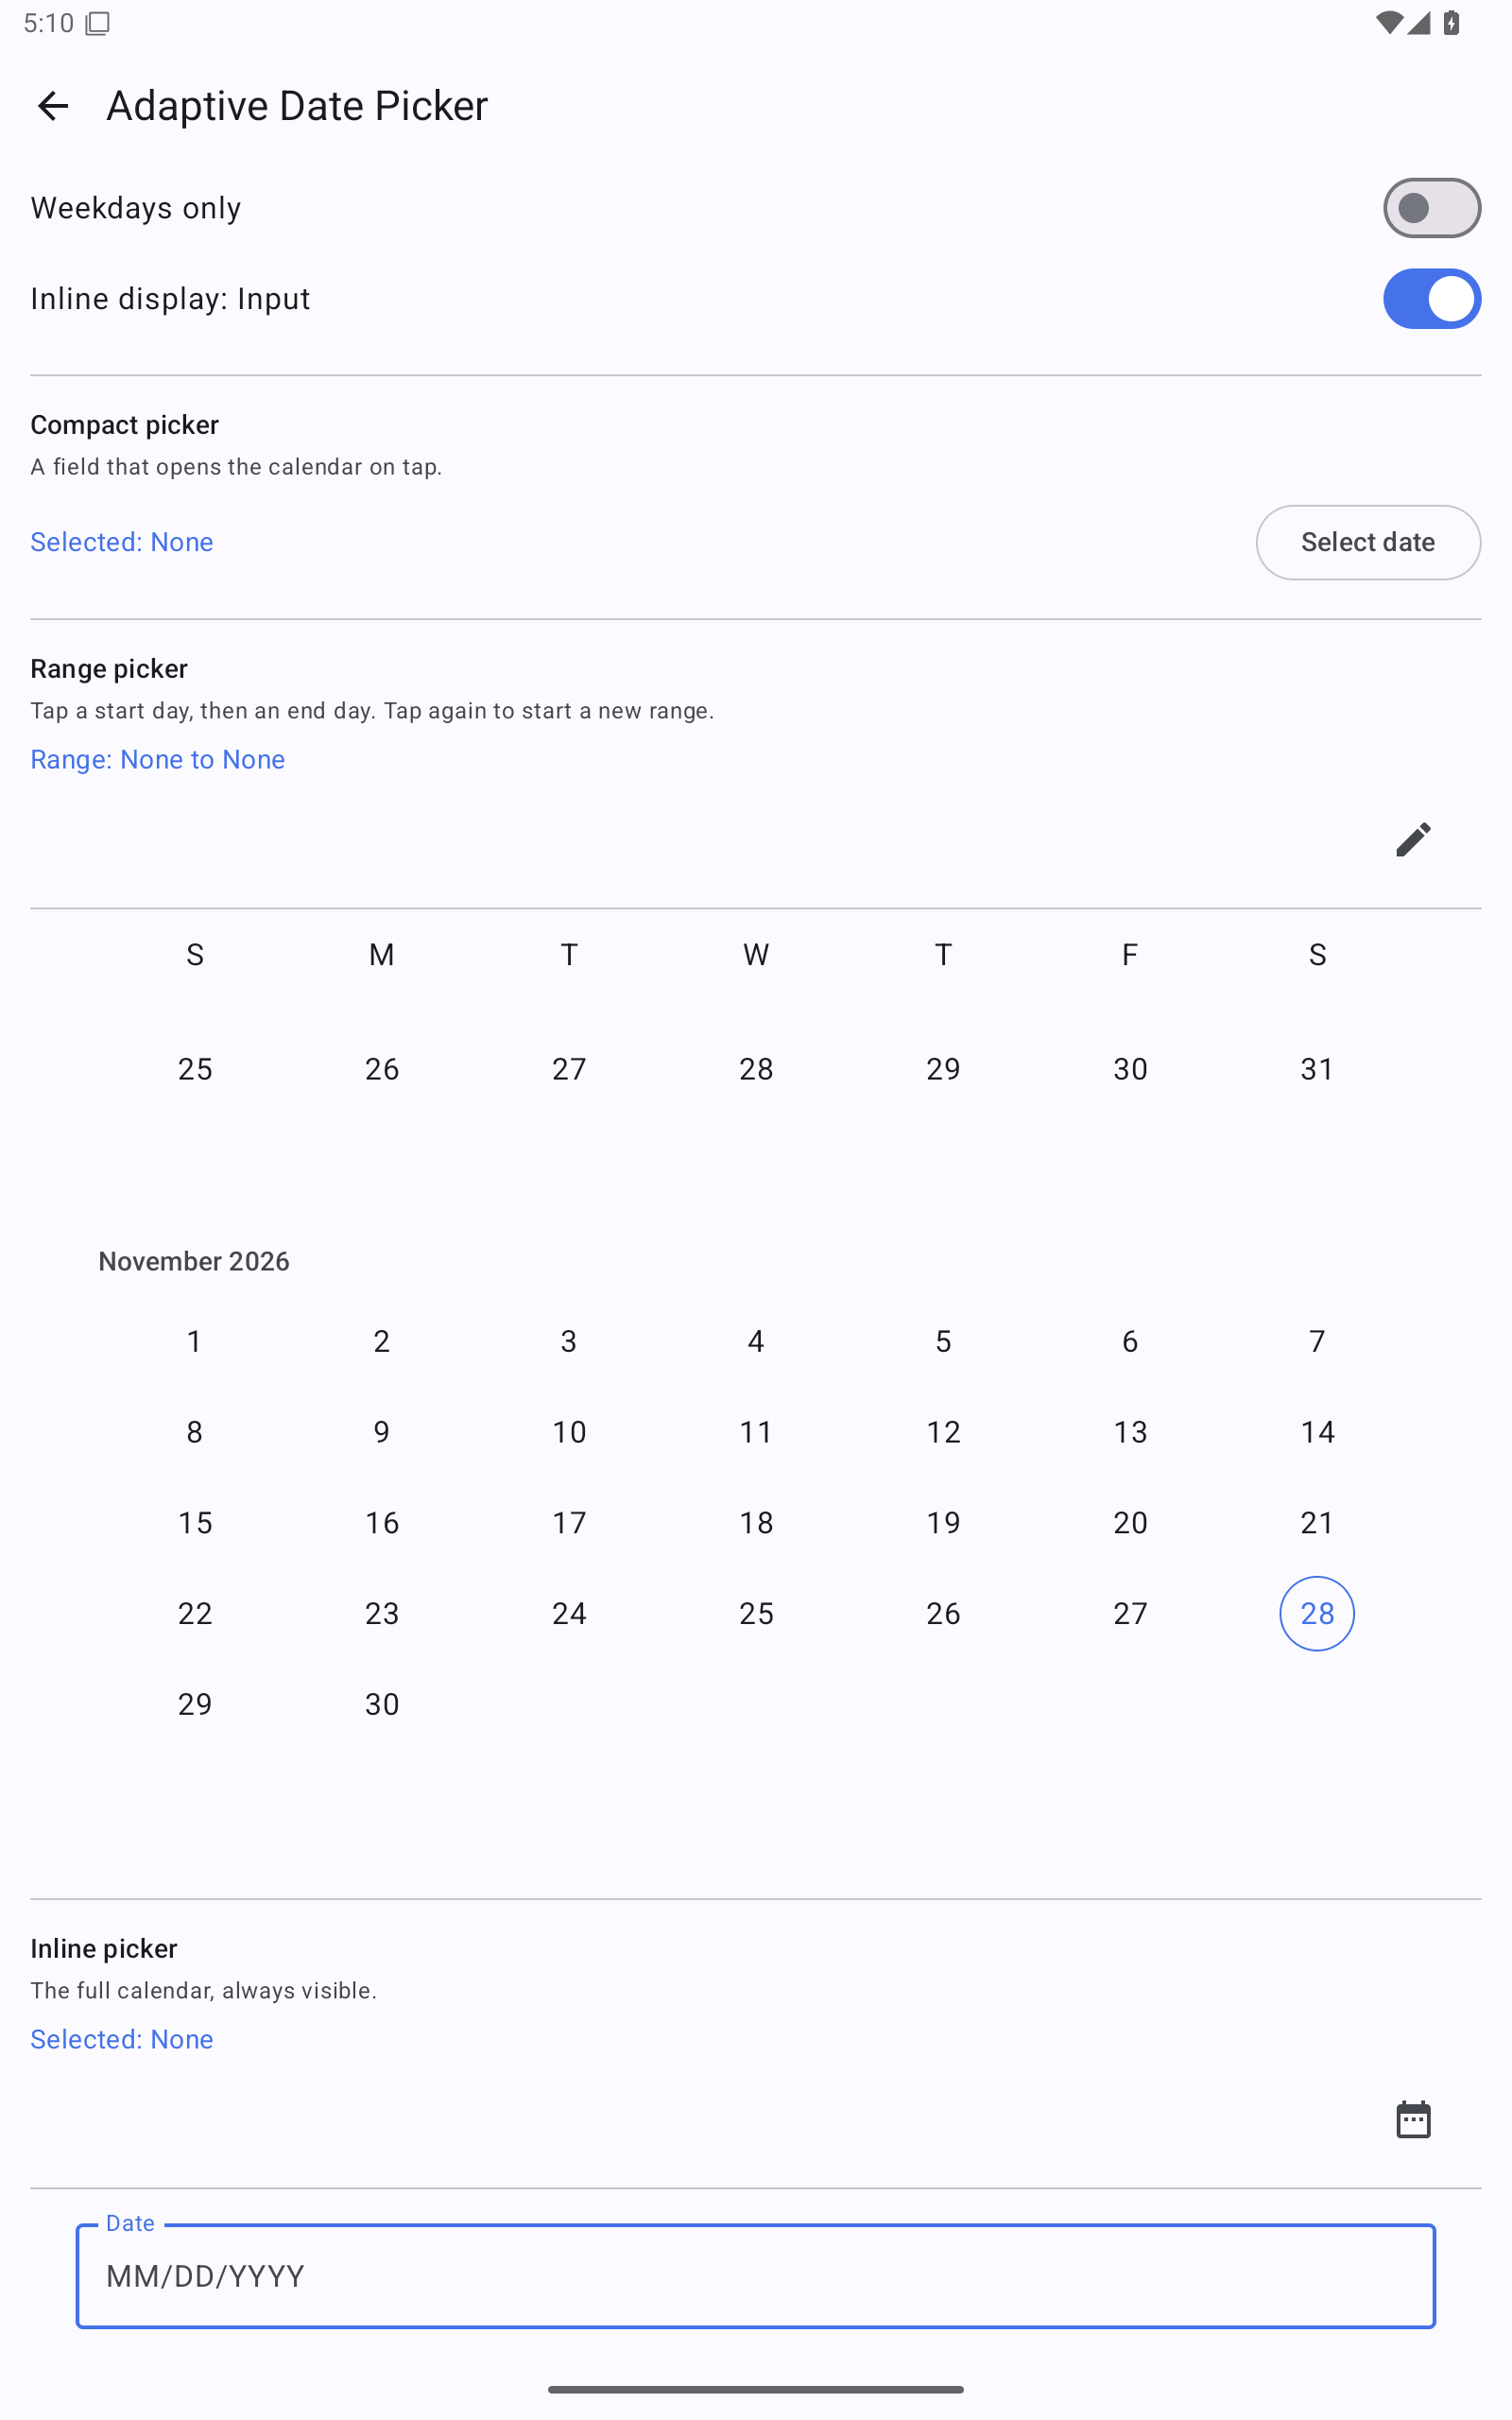 5:10
Adaptive Date Picker
Weekdays only
Inline display: Input
Compact picker
A field that opens the calendar on tap.
Selected: None
Select date
Range picker
Tap a start day, then an end day. Tap again to start a new range.
Range: None to None
S M T W T F S
25 26 27 28 29 30 31
November 2026
1 2 3 4 5 6 7
8 9 10 11 12 13 14
15 16 17 18 19 20 21
22 23 24 25 26 27 28
29 30
Inline picker
The full calendar, always visible.
Selected: None
Date
MM/DD/YYYY